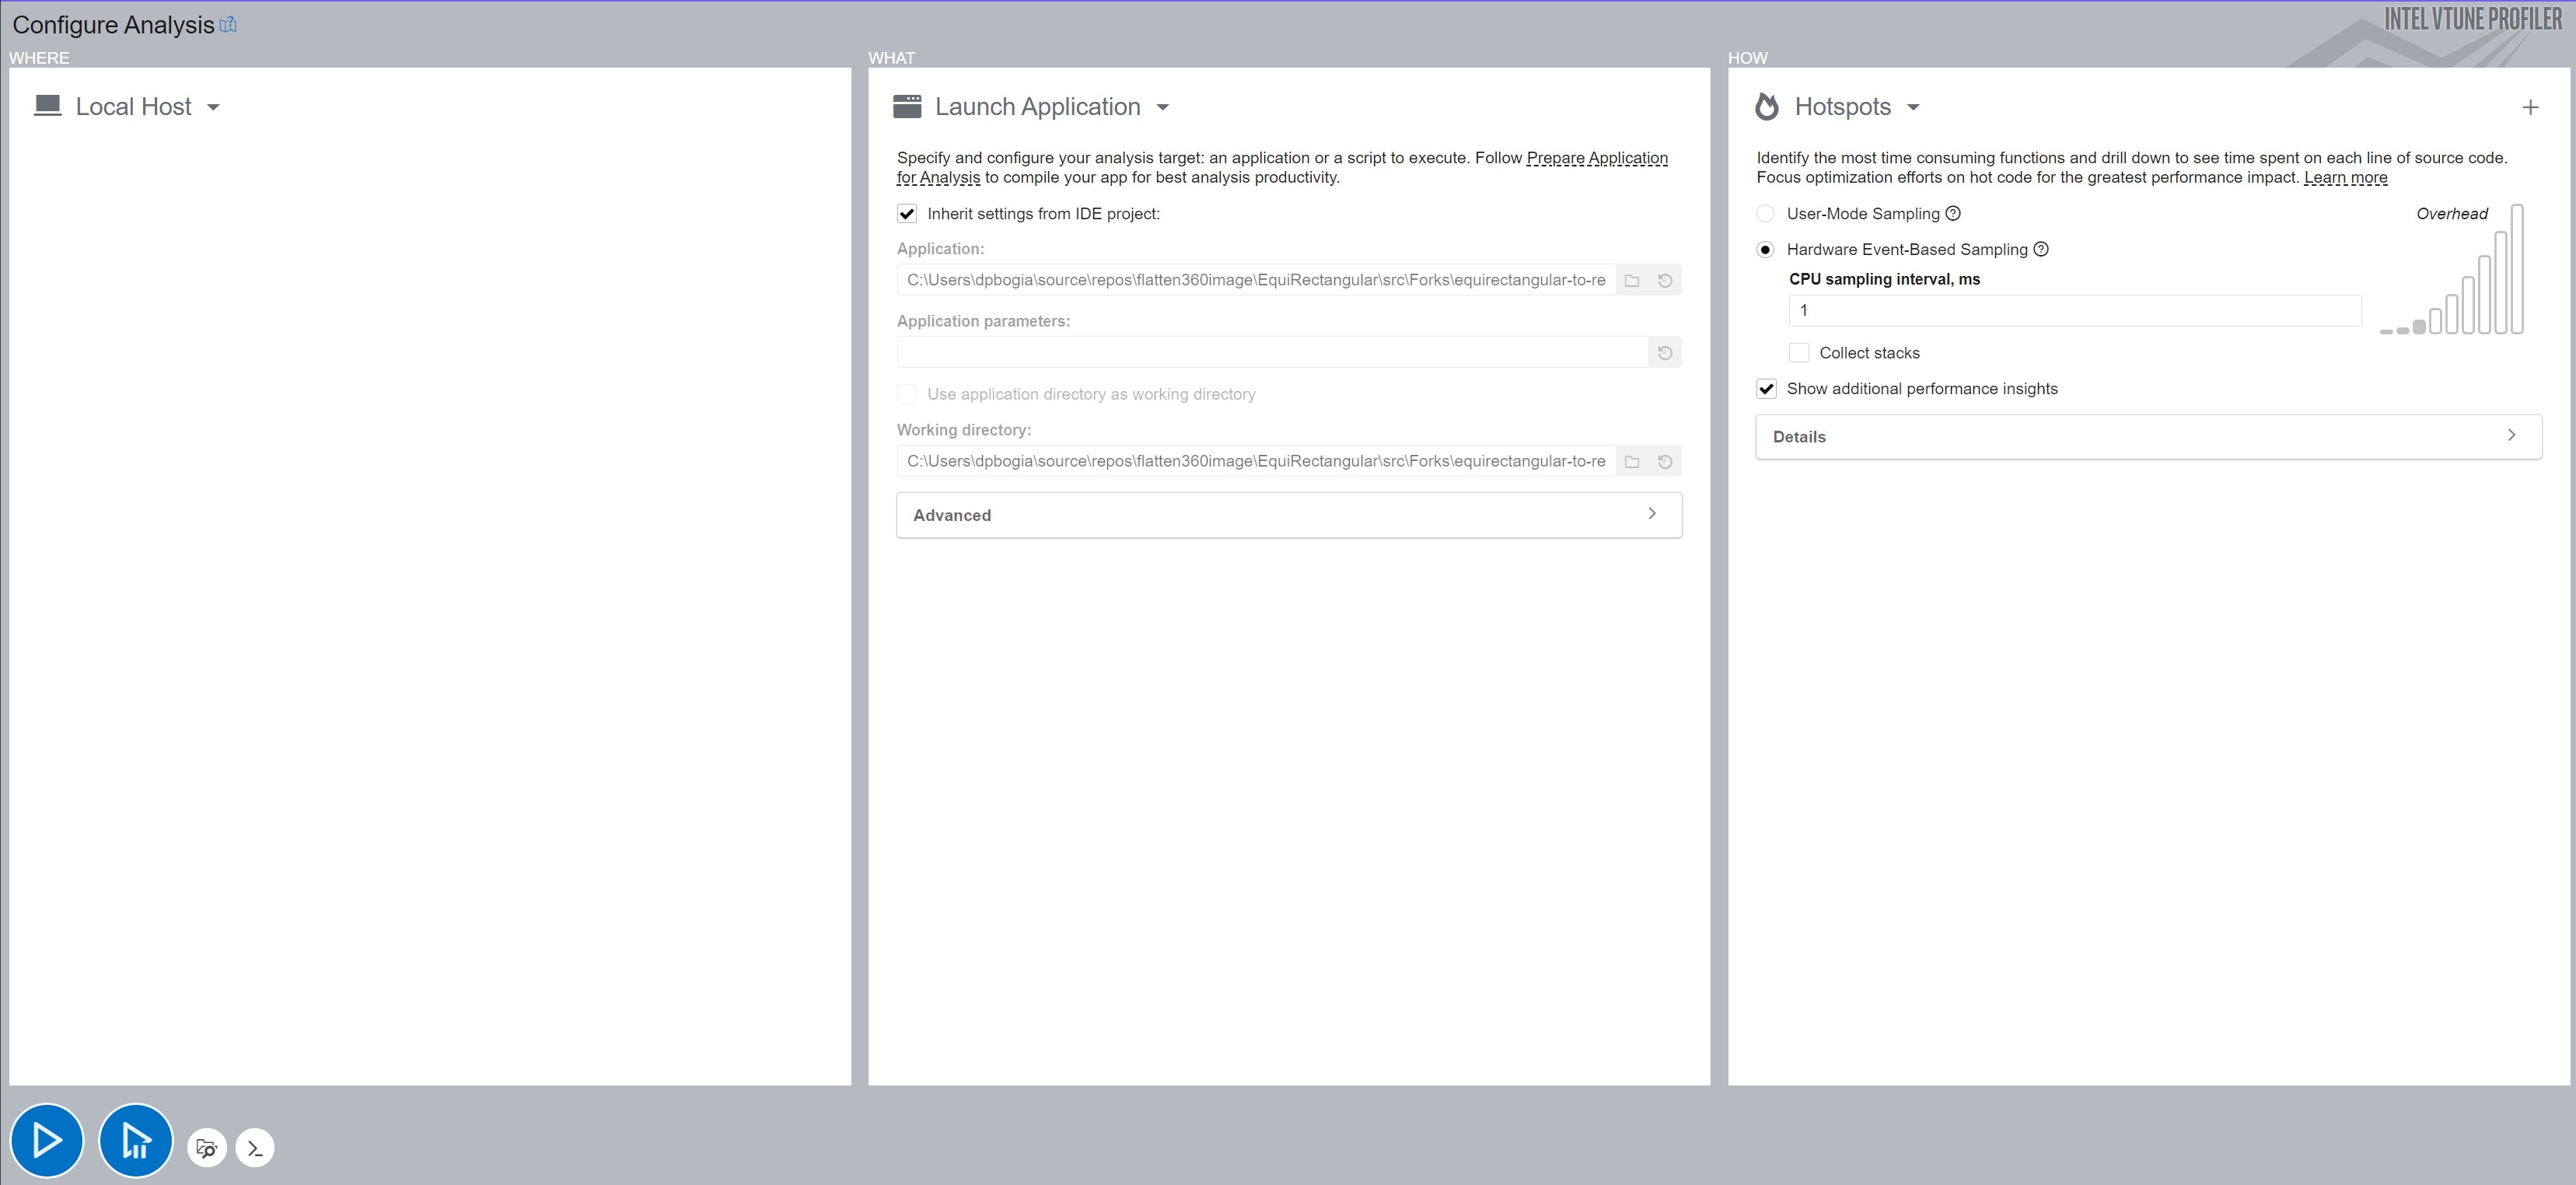 Configure Analysis
INTEL VTUNE PROFILER
WHERE
Local Host
WHAT
Launch Application
Specify and configure your analysis target: an application or a script to execute. Follow Prepare Application
for Analysis to compile your app for best analysis productivity.
Inherit settings from IDE project:
Application:
C:\Users\dpbogia\source\repos\flatten360image\EquiRectangular\src\Forks\equirectangular-to-re
Application parameters:
Use application directory as working directory
Working directory:
C:\Users\dpbogia\source\repos\flatten360image\EquiRectangular\src\Forks\equirectangular-to-re
Advanced
HOW
Hotspots
Identify the most time consuming functions and drill down to see time spent on each line of source code.
Focus optimization efforts on hot code for the greatest performance impact. Learn more
User-Mode Sampling
Overhead
Hardware Event-Based Sampling
CPU sampling interval, ms
1
Collect stacks
Show additional performance insights
Details